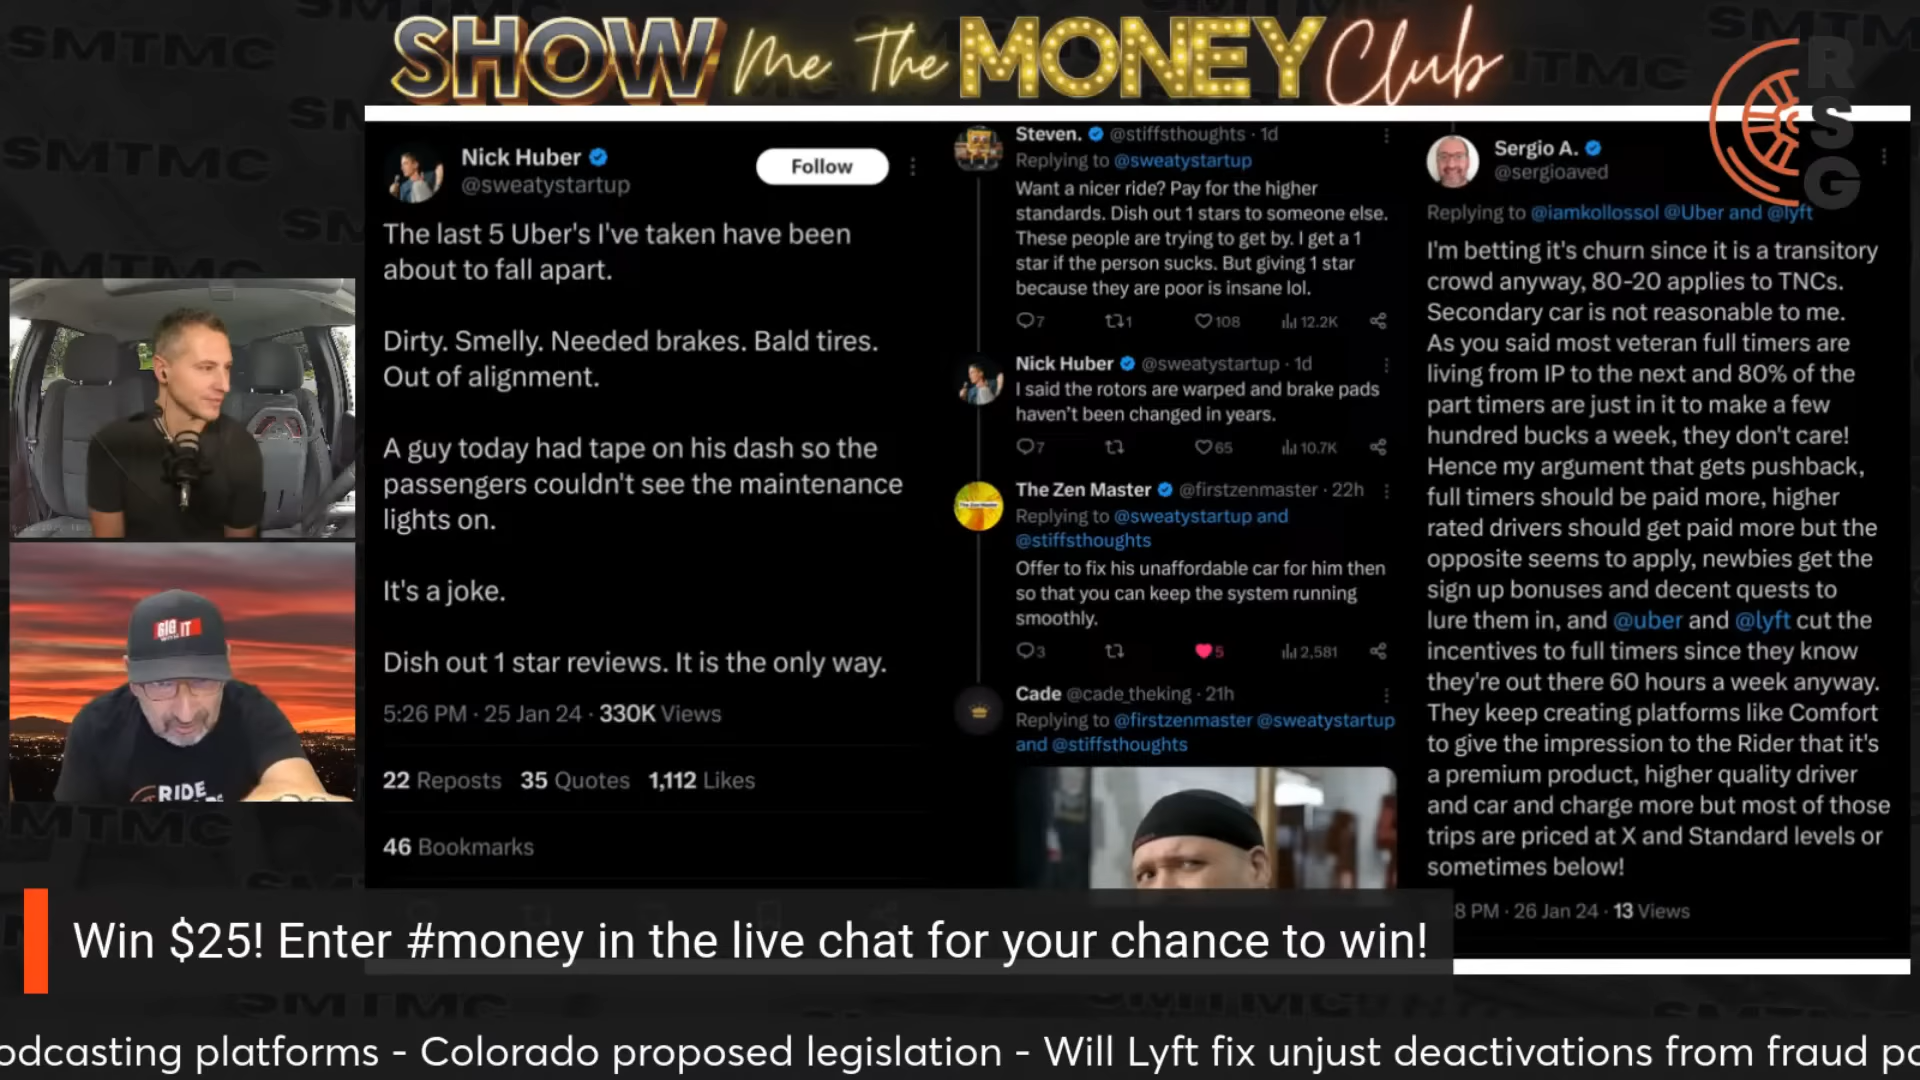 SHOW Me The MONEY Club
RSG
Nick Huber
@sweatystartup
Follow
The last 5 Uber's I've taken have been
about to fall apart.
Dirty. Smelly. Needed brakes. Bald tires.
Out of alignment.
A guy today had tape on his dash so the
passengers couldn't see the maintenance
lights on.
It's a joke.
Dish out 1 star reviews. It is the only way.
5:26 PM · 25 Jan 24 · 330K Views
22 Reposts 35 Quotes 1,112 Likes
46 Bookmarks
Steven. @stiffsthoughts · 1d
Replying to @sweatystartup
Want a nicer ride? Pay for the higher
standards. Dish out 1 stars to someone else.
These people are trying to get by. I get a 1
star if the person sucks. But giving 1 star
because they are poor is insane lol.
7 1 108 12.2K
Nick Huber @sweatystartup · 1d
I said the rotors are warped and brake pads
haven't been changed in years.
7 65 10.7K
The Zen Master @firstzenmaster · 22h
Replying to @sweatystartup and
@stiffsthoughts
Offer to fix his unaffordable car for him then
so that you can keep the system running
smoothly.
3 5 2,581
Cade @cade_theking · 21h
Replying to @firstzenmaster @sweatystartup
and @stiffsthoughts
Sergio A.
@sergioaved
Replying to @iamkollossol @Uber and @lyft
I'm betting it's churn since it is a transitory
crowd anyway, 80-20 applies to TNCs.
Secondary car is not reasonable to me.
As you said most veteran full timers are
living from IP to the next and 80% of the
part timers are just in it to make a few
hundred bucks a week, they don't care!
Hence my argument that gets pushback,
full timers should be paid more, higher
rated drivers should get paid more but the
opposite seems to apply, newbies get the
sign up bonuses and decent quests to
lure them in, and @uber and @lyft cut the
incentives to full timers since they know
they're out there 60 hours a week anyway.
They keep creating platforms like Comfort
to give the impression to the Rider that it's
a premium product, higher quality driver
and car and charge more but most of those
trips are priced at X and Standard levels or
sometimes below!
8 PM · 26 Jan 24 · 13 Views
GIG IT
RIDE
Win $25! Enter #money in the live chat for your chance to win!
odcasting platforms - Colorado proposed legislation - Will Lyft fix unjust deactivations from fraud pa